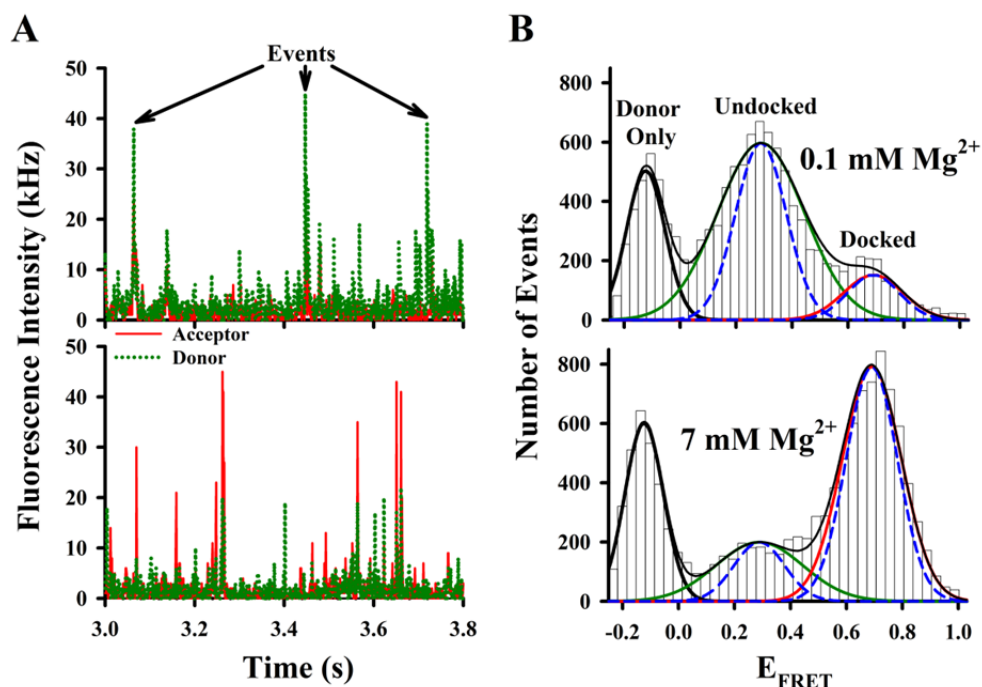 A
Events
50
40
30
20
10
0
Acceptor
Donor
50
40
30
20
10
0
3.0
3.2
3.4
3.6
3.8
Fluorescence Intensity (kHz)
Time (s)
B
800
600
400
200
0
Donor
Only
Undocked
0.1 mM Mg2+
Docked
800
600
400
200
0
7 mM Mg2+
-0.2
0.0
0.2
0.4
0.6
0.8
1.0
Number of Events
EFRET